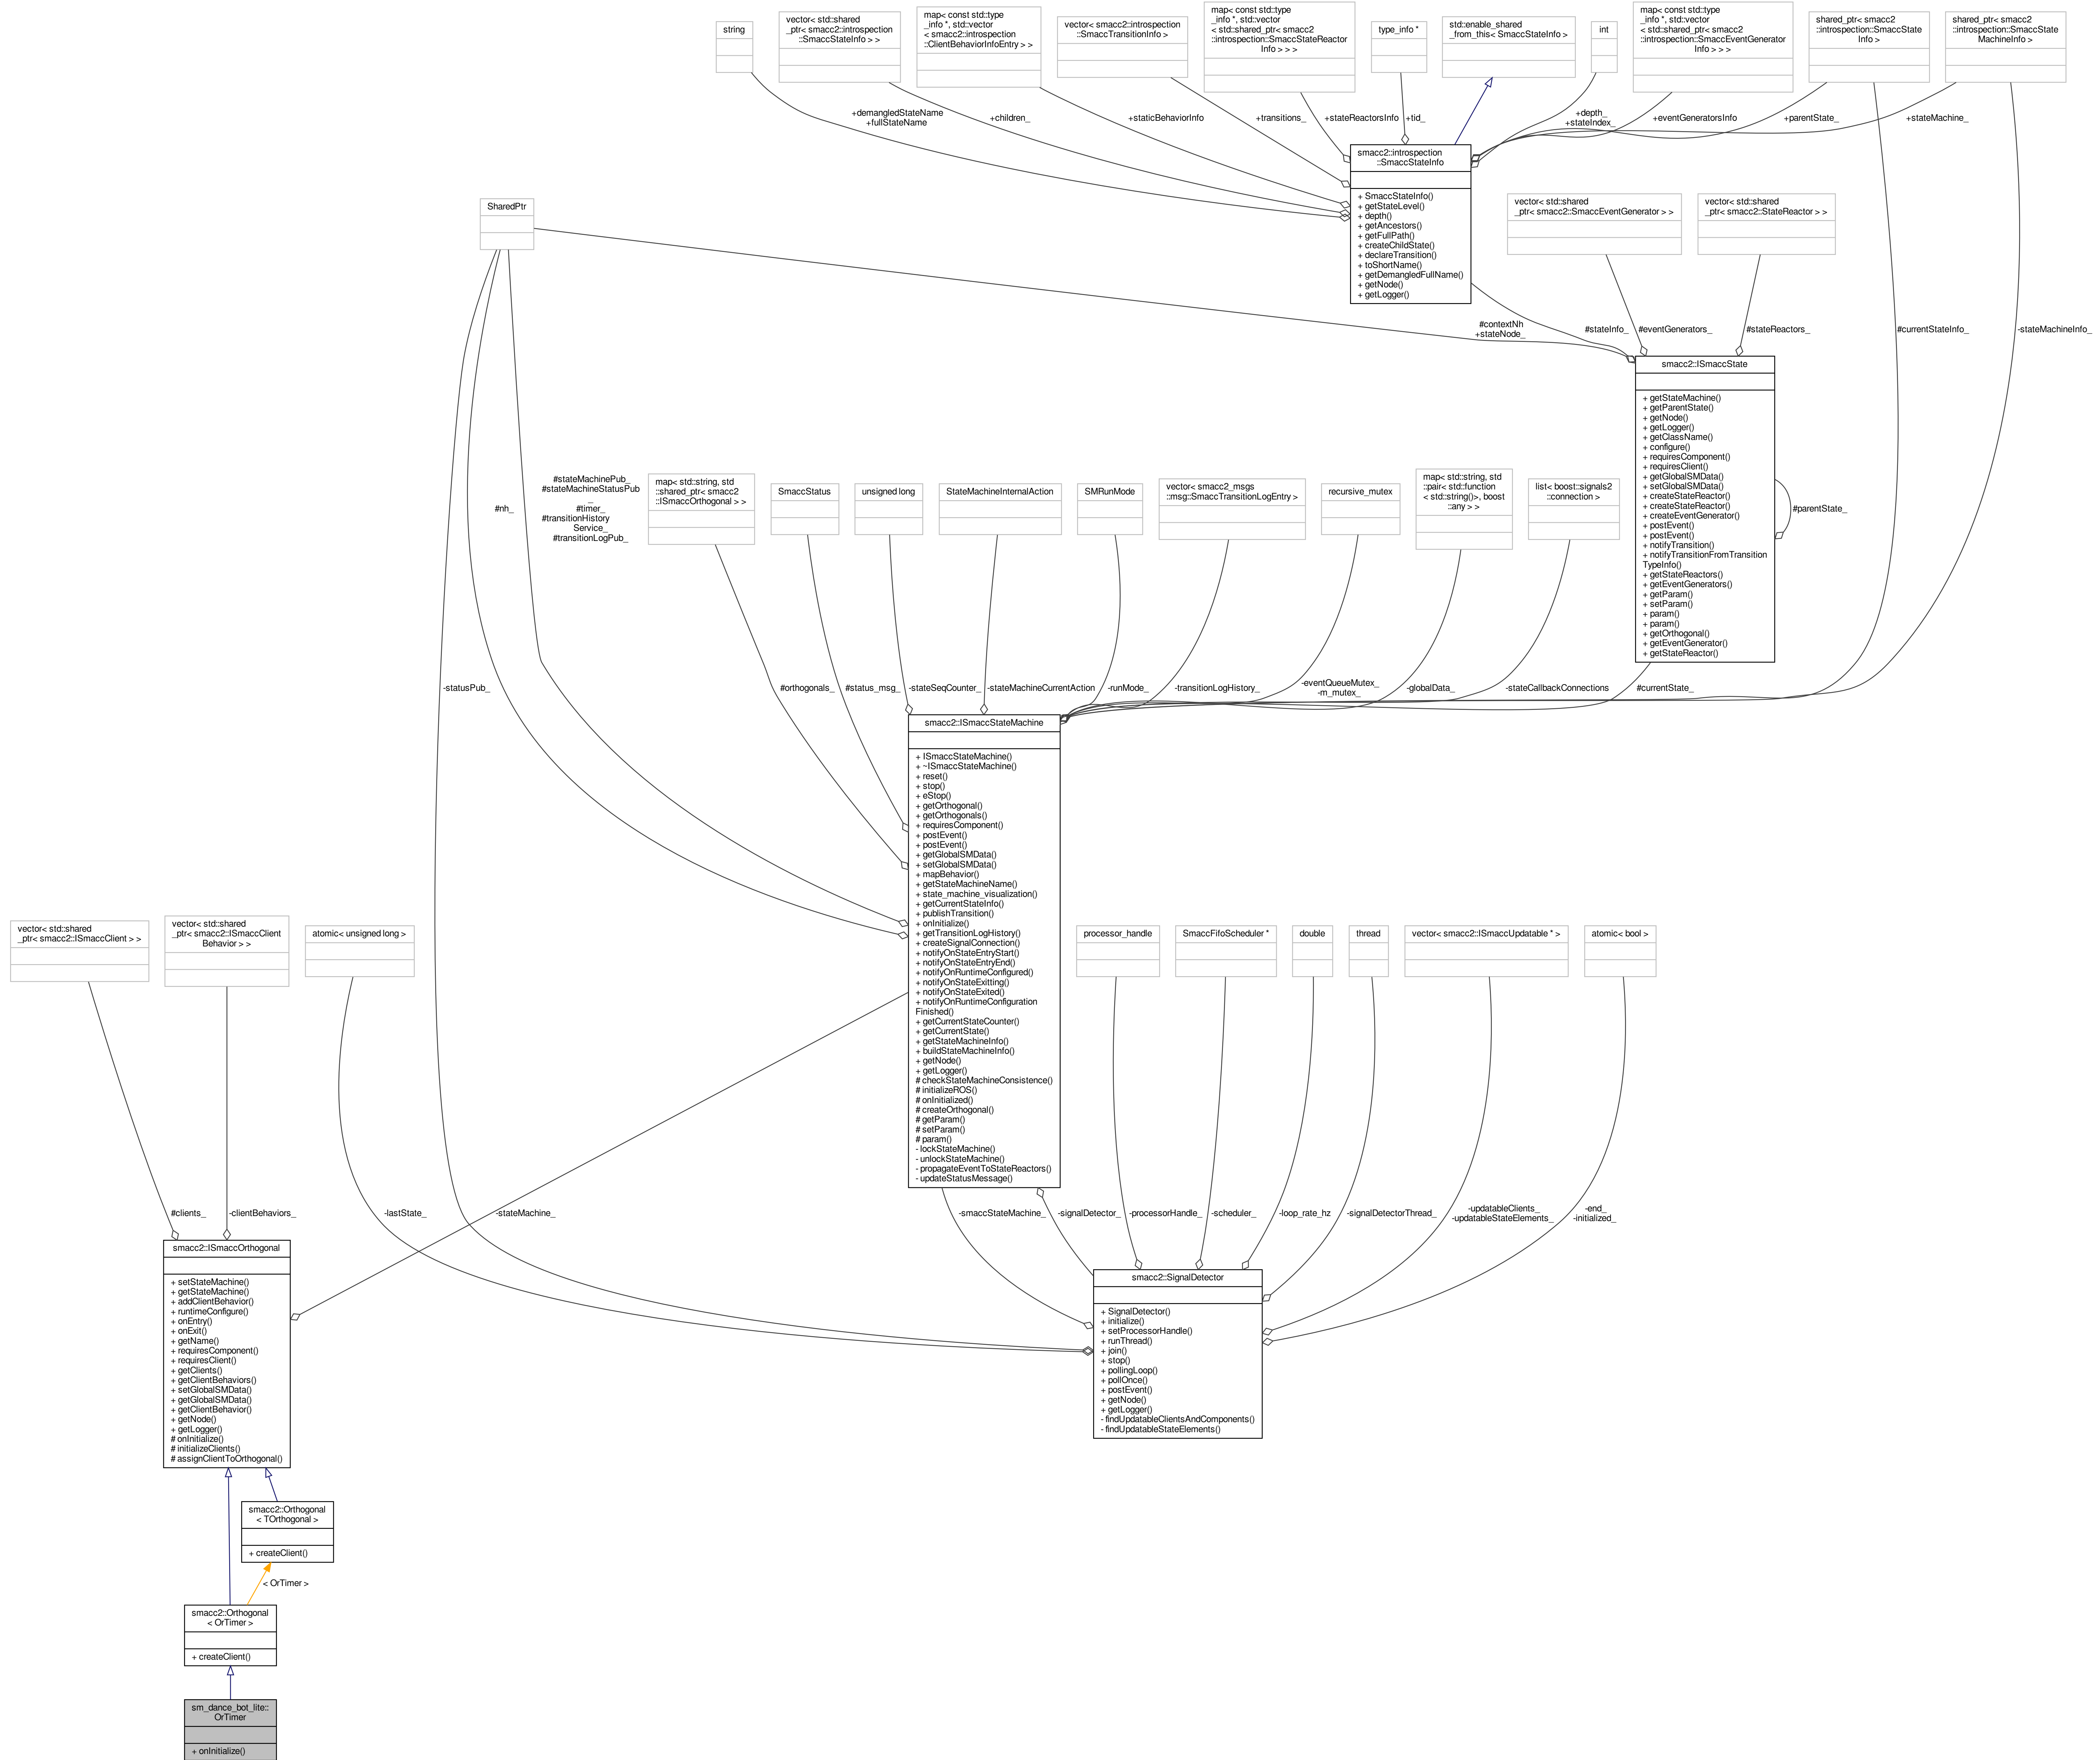 string
vector< std::shared
_ptr< smacc2::introspection
::SmaccStateInfo > >
map< const std::type
_info *, std::vector
< smacc2::introspection
::ClientBehaviorInfoEntry > >
vector< smacc2::introspection
::SmaccTransitionInfo >
map< const std::type
_info *, std::vector
< std::shared_ptr< smacc2
::introspection::SmaccStateReactor
Info > > >
type_info *
std::enable_shared
_from_this< SmaccStateInfo >
int
map< const std::type
_info *, std::vector
< std::shared_ptr< smacc2
::introspection::SmaccEventGenerator
Info > > >
shared_ptr< smacc2
::introspection::SmaccState
Info >
shared_ptr< smacc2
::introspection::SmaccState
MachineInfo >
+demangledStateName
+fullStateName
+children_
+staticBehaviorInfo
+transitions_
+stateReactorsInfo
+tid_
+depth_
+stateIndex_
+eventGeneratorsInfo
+parentState_
+stateMachine_
smacc2::introspection
::SmaccStateInfo
+ SmaccStateInfo()
+ getStateLevel()
+ depth()
+ getAncestors()
+ getFullPath()
+ createChildState()
+ declareTransition()
+ toShortName()
+ getDemangledFullName()
+ getNode()
+ getLogger()
SharedPtr
vector< std::shared
_ptr< smacc2::SmaccEventGenerator > >
vector< std::shared
_ptr< smacc2::StateReactor > >
#contextNh
+stateNode_
#stateInfo_
#eventGenerators_
#stateReactors_
#currentStateInfo_
-stateMachineInfo_
smacc2::ISmaccState
+ getStateMachine()
+ getParentState()
+ getNode()
+ getLogger()
+ getClassName()
+ configure()
+ requiresComponent()
+ requiresClient()
+ getGlobalSMData()
+ setGlobalSMData()
+ createStateReactor()
+ createStateReactor()
+ createEventGenerator()
+ postEvent()
+ postEvent()
+ notifyTransition()
+ notifyTransitionFromTransition
TypeInfo()
+ getStateReactors()
+ getEventGenerators()
+ getParam()
+ setParam()
+ param()
+ param()
+ getOrthogonal()
+ getEventGenerator()
+ getStateReactor()
#parentState_
#nh_
#stateMachinePub_
#stateMachineStatusPub
_
#timer_
#transitionHistory
Service_
#transitionLogPub_
map< std::string, std
::shared_ptr< smacc2
::ISmaccOrthogonal > >
SmaccStatus
unsigned long
StateMachineInternalAction
SMRunMode
vector< smacc2_msgs
::msg::SmaccTransitionLogEntry >
recursive_mutex
map< std::string, std
::pair< std::function
< std::string()>, boost
::any > >
list< boost::signals2
::connection >
-statusPub_
#orthogonals_
#status_msg_
-stateSeqCounter_
-stateMachineCurrentAction
-runMode_
-transitionLogHistory_
-eventQueueMutex_
-m_mutex_
-globalData_
-stateCallbackConnections
#currentState_
smacc2::ISmaccStateMachine
+ ISmaccStateMachine()
+ ~ISmaccStateMachine()
+ reset()
+ stop()
+ eStop()
+ getOrthogonal()
+ getOrthogonals()
+ requiresComponent()
+ postEvent()
+ postEvent()
+ getGlobalSMData()
+ setGlobalSMData()
+ mapBehavior()
+ getStateMachineName()
+ state_machine_visualization()
+ getCurrentStateInfo()
+ publishTransition()
+ onInitialize()
+ getTransitionLogHistory()
+ createSignalConnection()
+ notifyOnStateEntryStart()
+ notifyOnStateEntryEnd()
+ notifyOnRuntimeConfigured()
+ notifyOnStateExitting()
+ notifyOnStateExited()
+ notifyOnRuntimeConfiguration
Finished()
+ getCurrentStateCounter()
+ getCurrentState()
+ getStateMachineInfo()
+ buildStateMachineInfo()
+ getNode()
+ getLogger()
# checkStateMachineConsistence()
# initializeROS()
# onInitialized()
# createOrthogonal()
# getParam()
# setParam()
# param()
- lockStateMachine()
- unlockStateMachine()
- propagateEventToStateReactors()
- updateStatusMessage()
vector< std::shared
_ptr< smacc2::ISmaccClient > >
vector< std::shared
_ptr< smacc2::ISmaccClient
Behavior > >
atomic< unsigned long >
processor_handle
SmaccFifoScheduler *
double
thread
vector< smacc2::ISmaccUpdatable * >
atomic< bool >
#clients_
-clientBehaviors_
-lastState_
-stateMachine_
-smaccStateMachine_
-signalDetector_
-processorHandle_
-scheduler_
-loop_rate_hz
-signalDetectorThread_
-updatableClients_
-updatableStateElements_
-end_
-initialized_
smacc2::ISmaccOrthogonal
+ setStateMachine()
+ getStateMachine()
+ addClientBehavior()
+ runtimeConfigure()
+ onEntry()
+ onExit()
+ getName()
+ requiresComponent()
+ requiresClient()
+ getClients()
+ getClientBehaviors()
+ setGlobalSMData()
+ getGlobalSMData()
+ getClientBehavior()
+ getNode()
+ getLogger()
# onInitialize()
# initializeClients()
# assignClientToOrthogonal()
smacc2::SignalDetector
+ SignalDetector()
+ initialize()
+ setProcessorHandle()
+ runThread()
+ join()
+ stop()
+ pollingLoop()
+ pollOnce()
+ postEvent()
+ getNode()
+ getLogger()
- findUpdatableClientsAndComponents()
- findUpdatableStateElements()
smacc2::Orthogonal
< TOrthogonal >
+ createClient()
< OrTimer >
smacc2::Orthogonal
< OrTimer >
+ createClient()
sm_dance_bot_lite::
OrTimer
+ onInitialize()